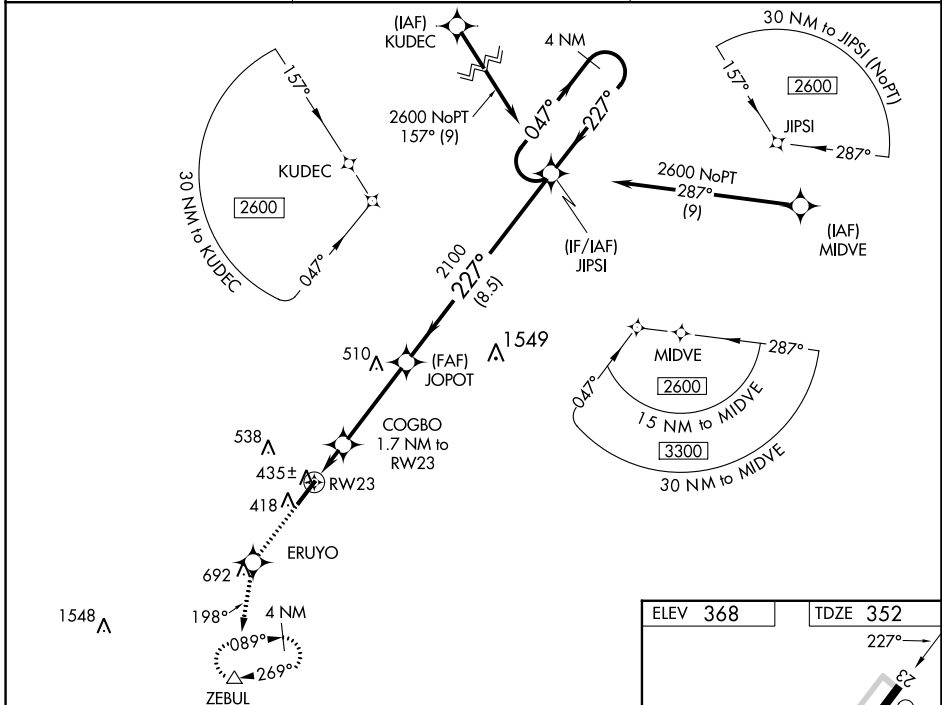 (IAF)
KUDEC
2600 NoPT
157° (9)
4 NM
047°
227°
30 NM to JIPSI (NoPT)
157°
2600
JIPSI
287°
157°
KUDEC
2600
047°
30 NM to KUDEC
2600 NoPT
287°
(9)
(IAF)
MIDVE
(IF/IAF)
JIPSI
2100
227°
(8.5)
1549
510
(FAF)
JOPOT
MIDVE
287°
047°
2600
15 NM to MIDVE
3300
30 NM to MIDVE
COGBO
1.7 NM to
RW23
538
435±
RW23
418
ERUYO
692
198°
4 NM
089°
269°
ZEBUL
1548
ELEV 368
TDZE 352
227°
23